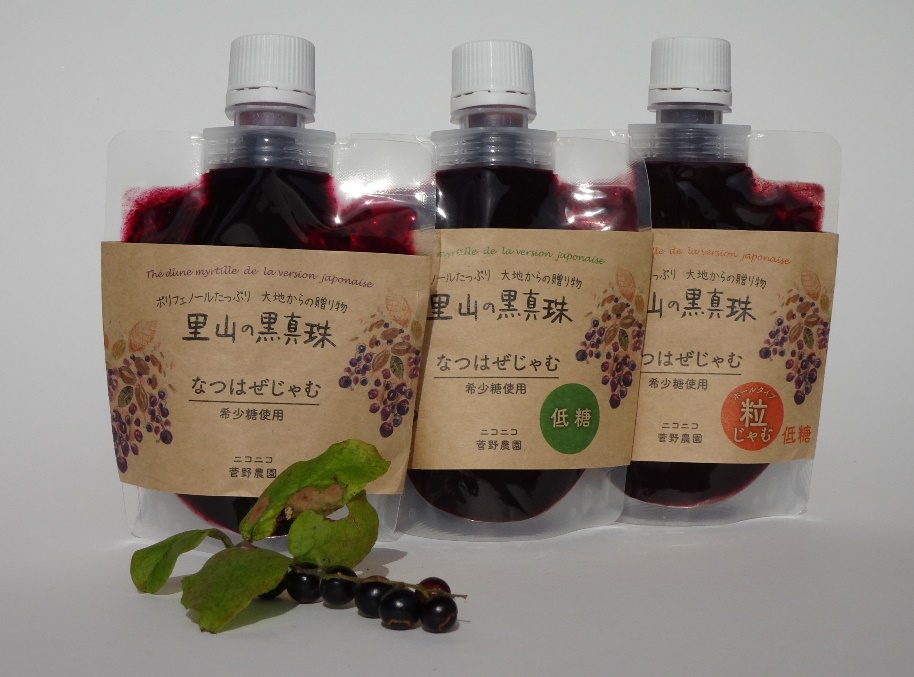 The dlune myrtille de la version japonaise
ポリフェノールたっぷり 大地からの贈り物
里山の黒真珠
なつはぜじゃむ
希少糖使用
ニコニコ
菅野農園
myrtille de la version japonaise
ノールたっぷり 大地からの贈り物
里山の黒真珠
なつはぜじゃむ
希少糖使用
低糖
ニコニコ
菅野農園
de la version japonaise
っぷり 大地からの贈り物
山の黒真珠
つはぜじゃむ
希少糖使用
ホールタイプ
粒
じゃむ
低糖
ニコニコ
菅野農園